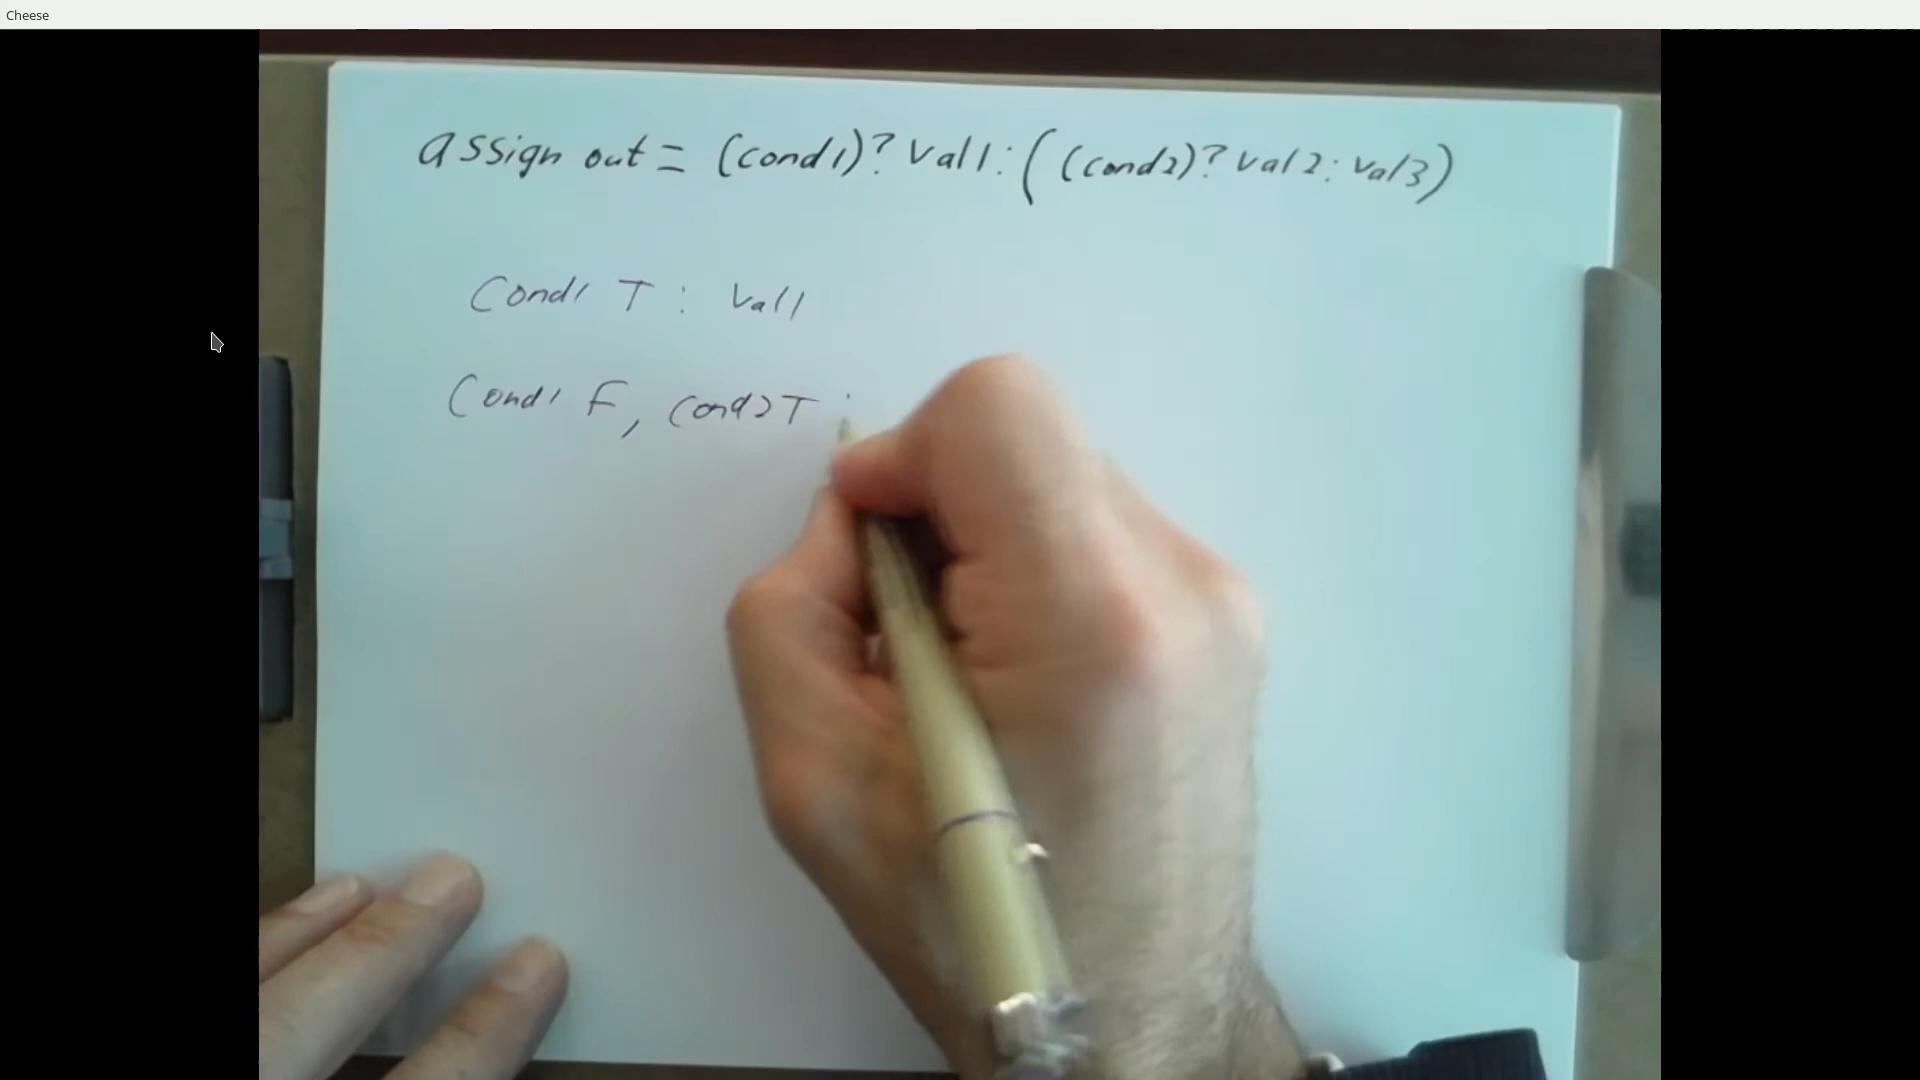 Cheese
assign out = (cond1)? val1 : ((cond2)? val2 : val3)
Cond1 T : val1
Cond1 F, cond2 T :